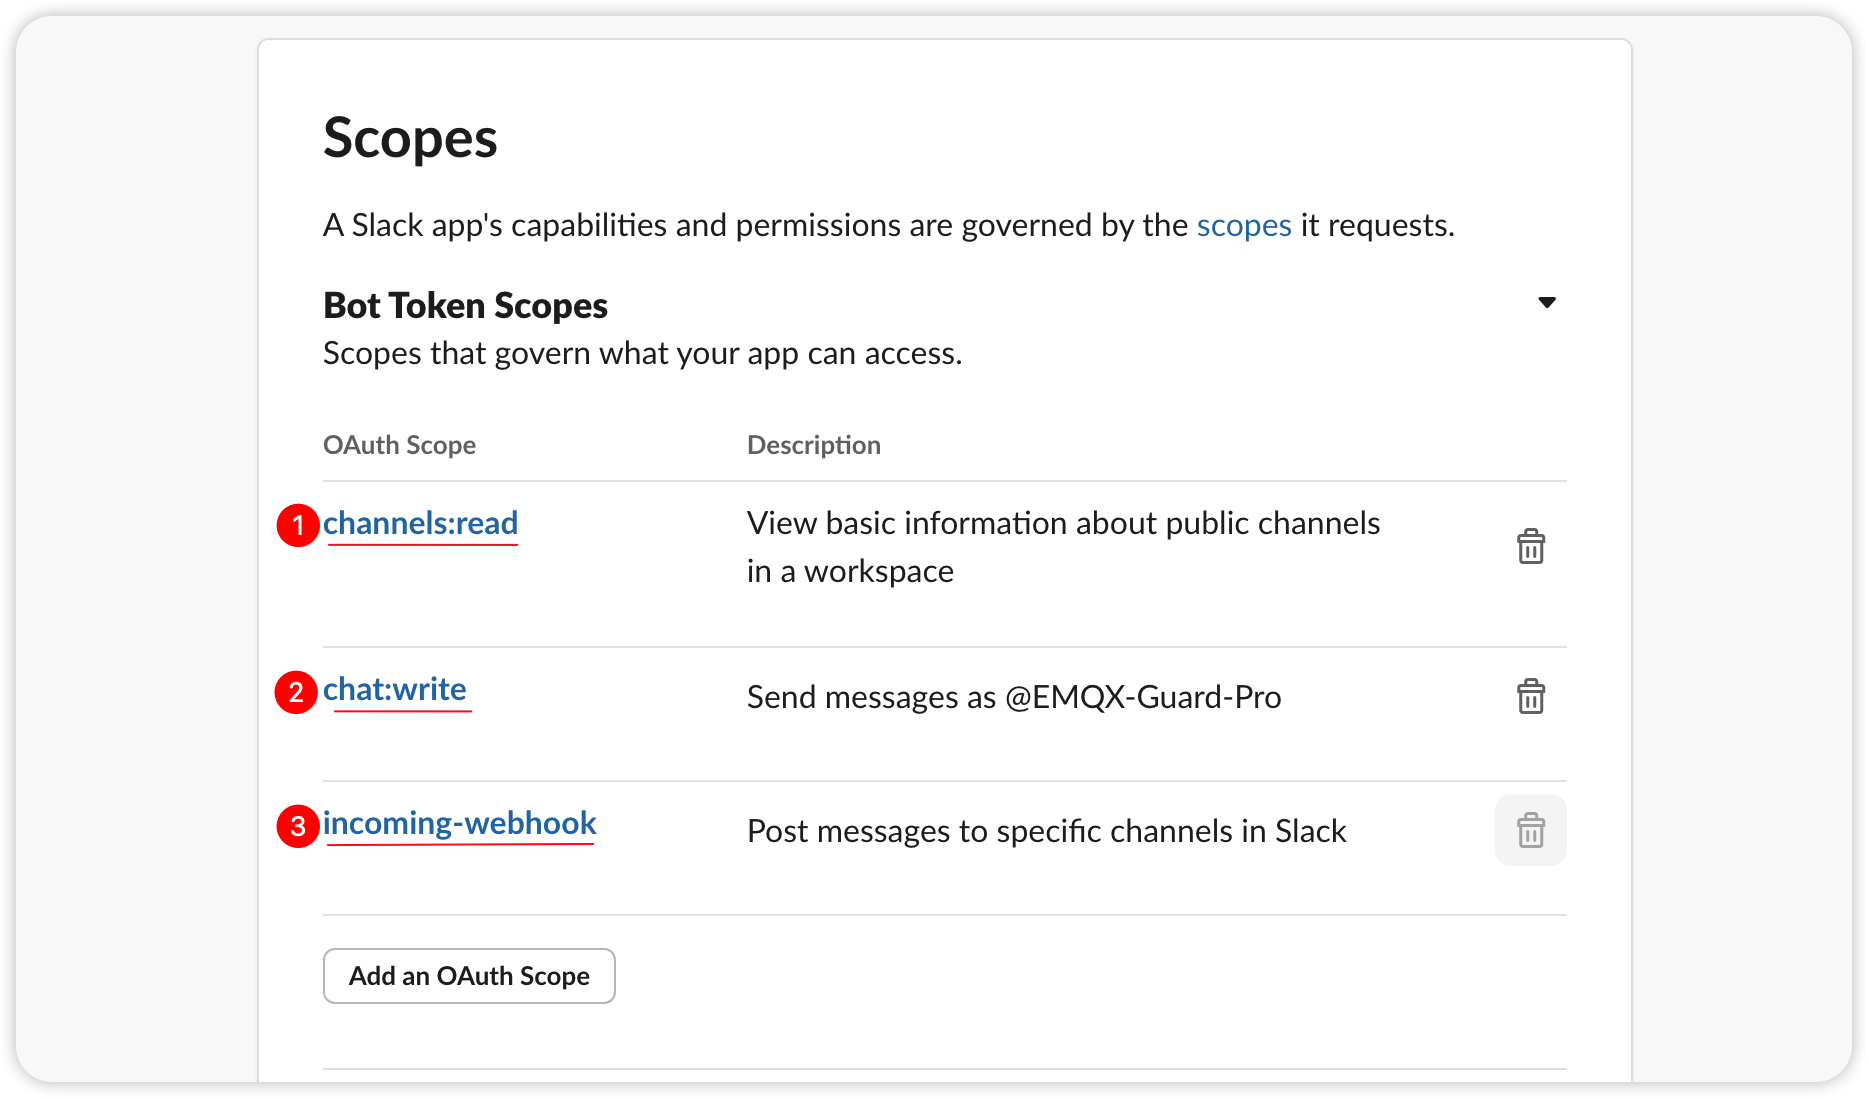 Scopes
A Slack app's capabilities and permissions are governed by the scopes it requests.
Bot Token Scopes
Scopes that govern what your app can access.
OAuth Scope Description
1 channels:read View basic information about public channels
in a workspace
2 chat:write Send messages as @EMQX-Guard-Pro
3 incoming-webhook Post messages to specific channels in Slack
Add an OAuth Scope